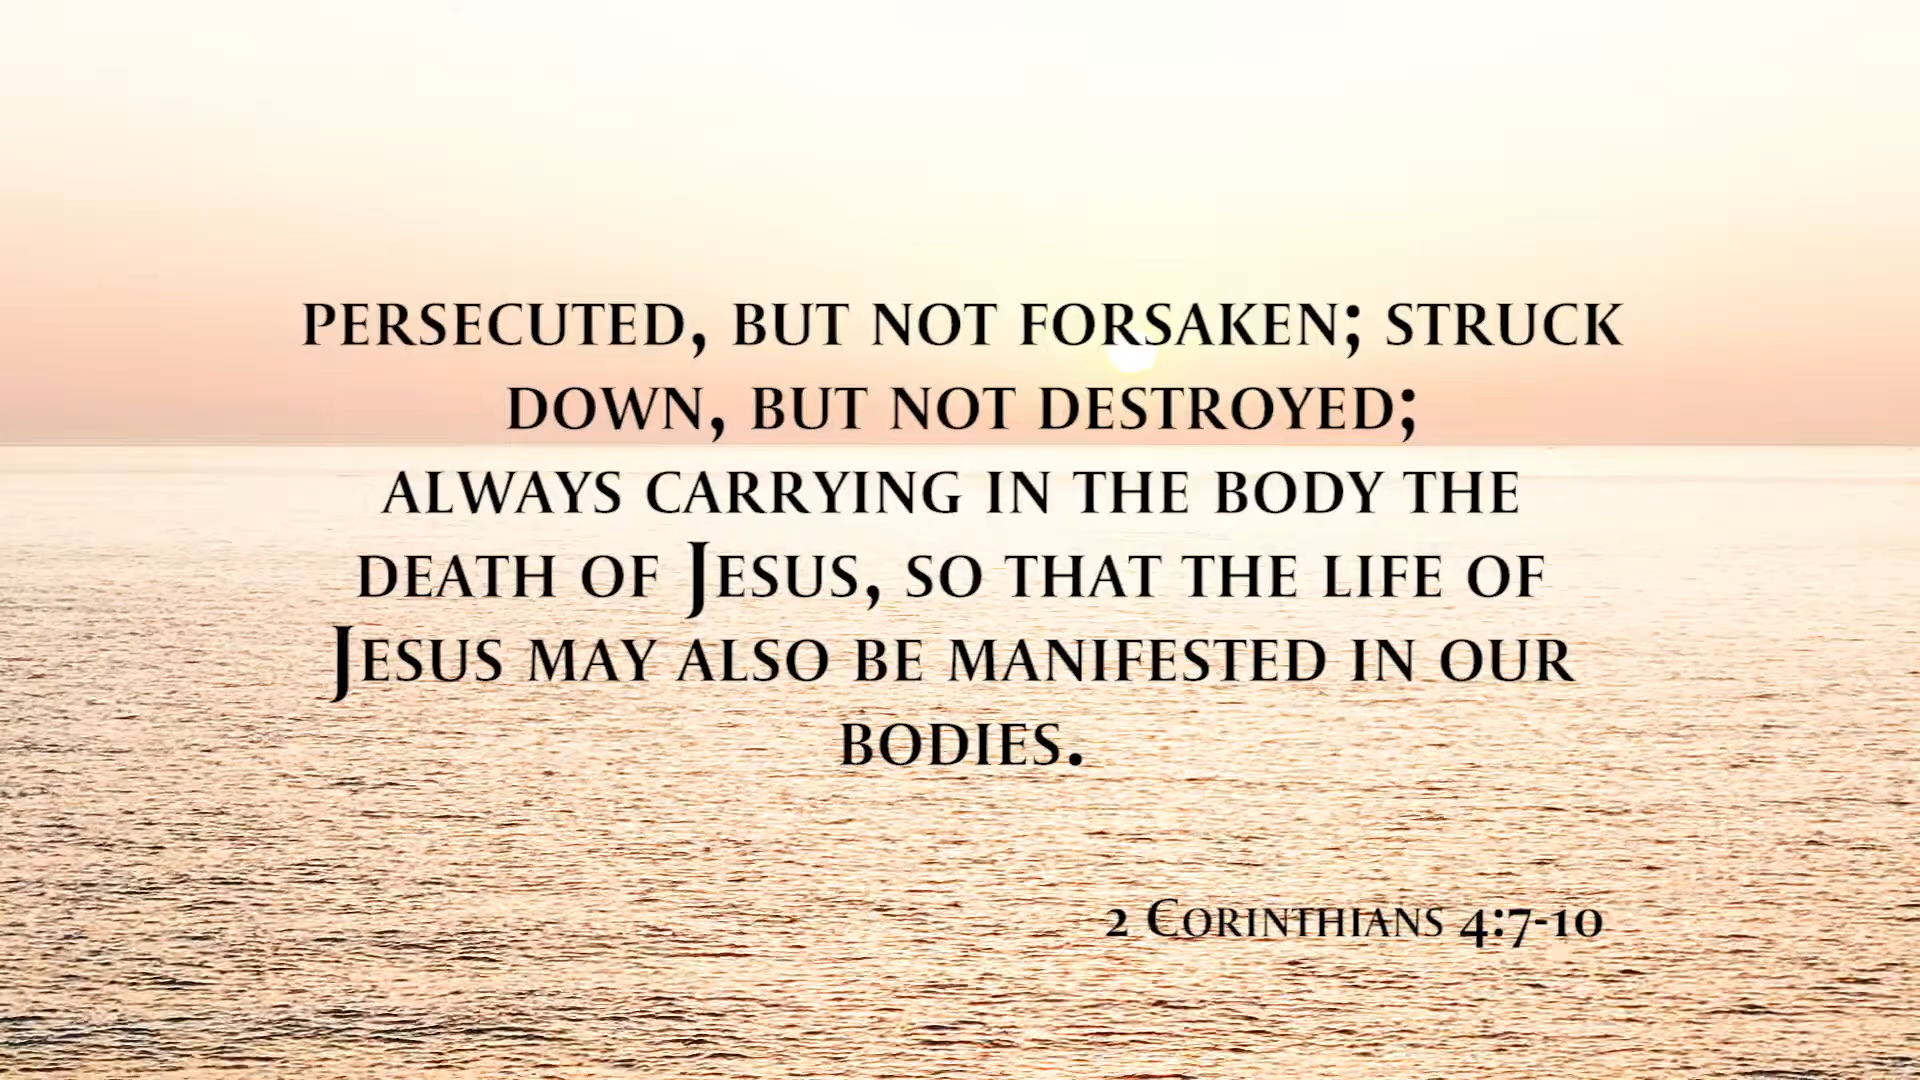 persecuted, but not forsaken; struck
down, but not destroyed;
always carrying in the body the
death of Jesus, so that the life of
Jesus may also be manifested in our
bodies.
2 Corinthians 4:7-10